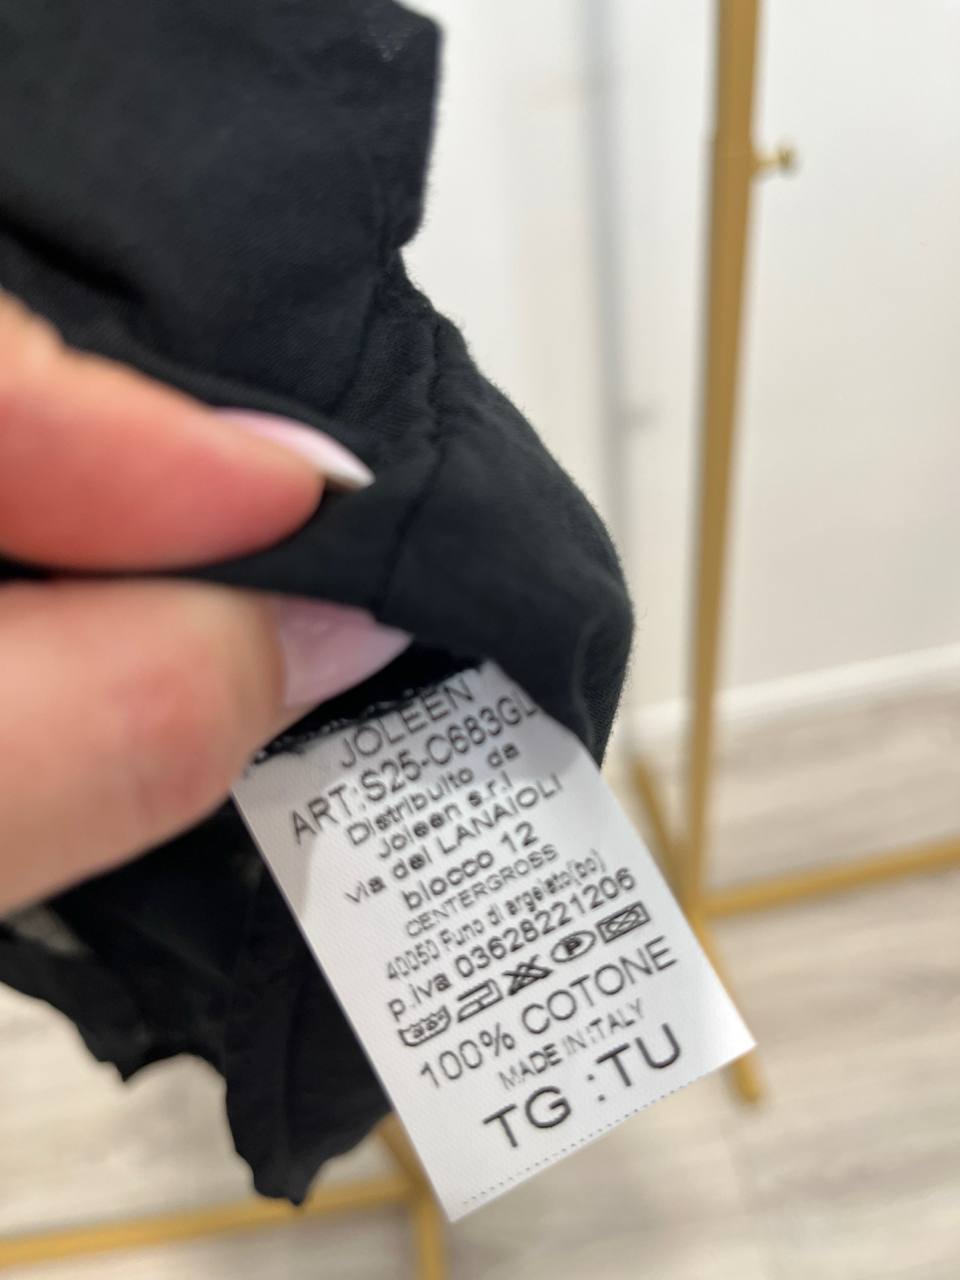 JOLEEN
ART:S25-C683GL
Distribuito da
Joleen s.r.l
via dei LANAIOLI
blocco 12
CENTERGROSS
40050 Funo di argelato(bo)
p.iva 03628221206
100% COTONE
MADE IN ITALY
TG : TU